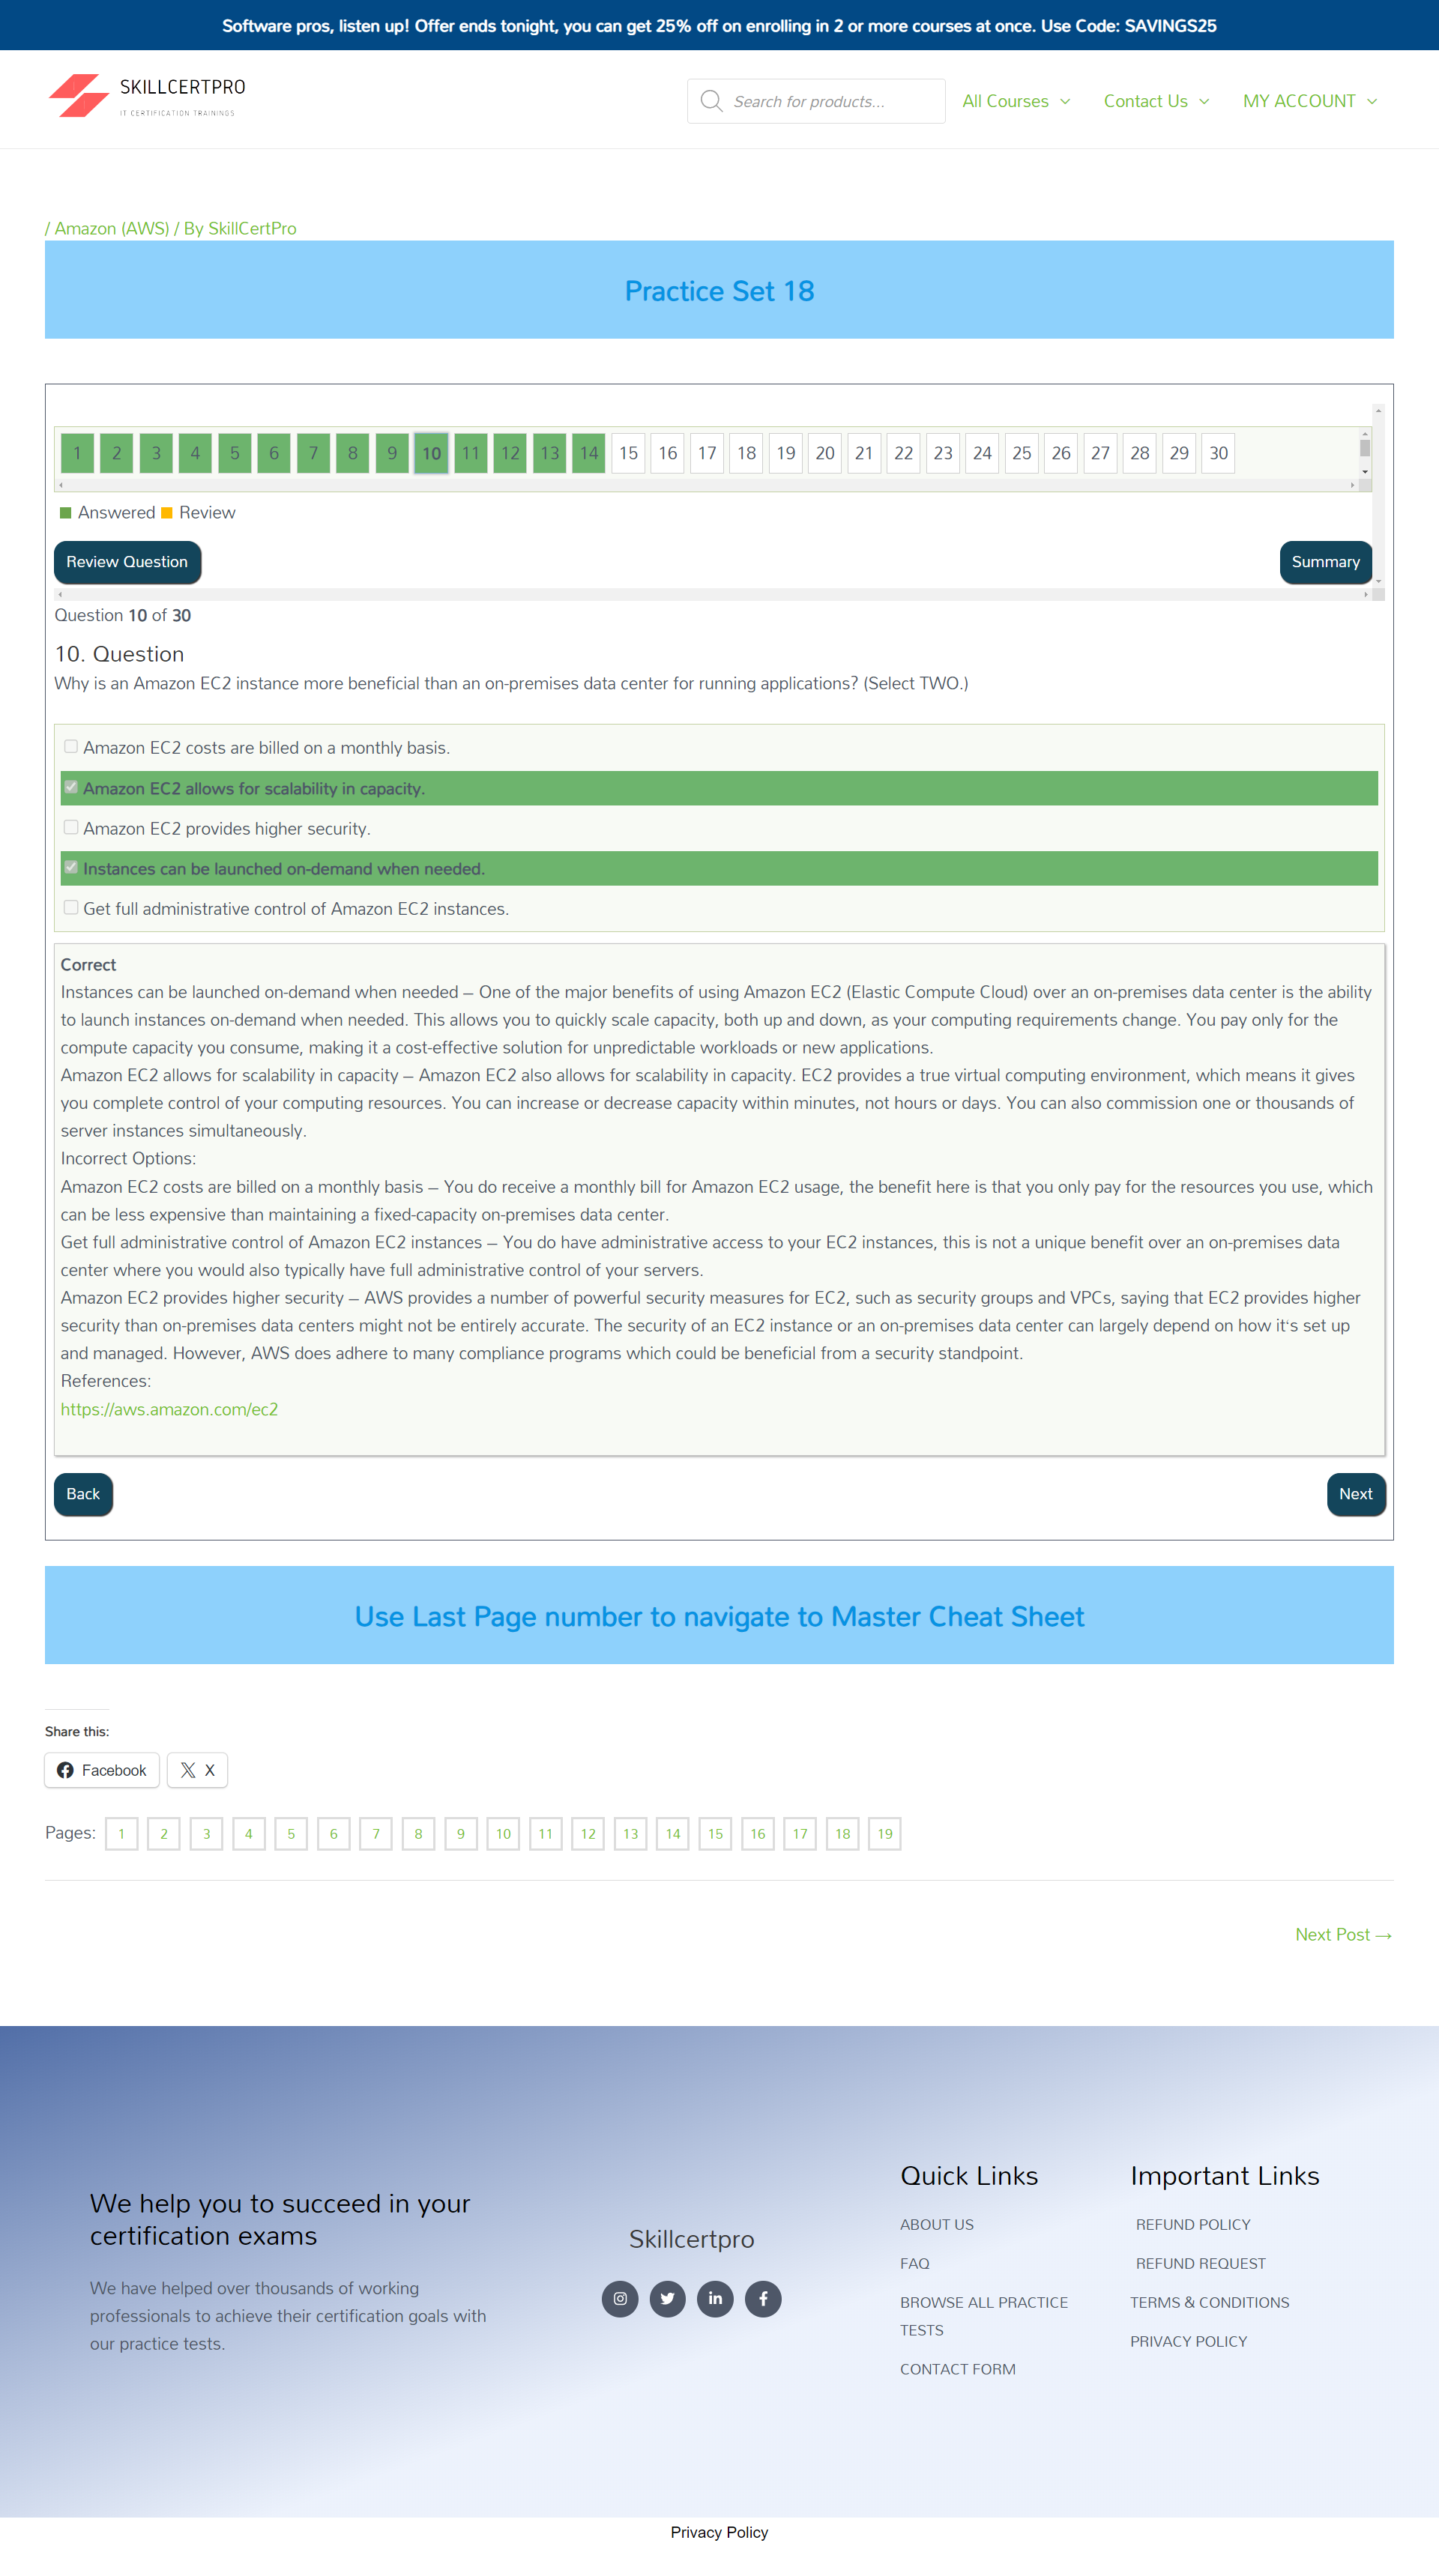 Software pros, listen up! Offer ends tonight, you can get 25% off on enrolling in 2 or more courses at once. Use Code: SAVINGS25
SKILLCERTPRO
IT CERTIFICATION TRAININGS
Search for products...
All Courses
Contact Us
MY ACCOUNT
/ Amazon (AWS) / By SkillCertPro
Practice Set 18
1 2 3 4 5 6 7 8 9 10 11 12 13 14 15 16 17 18 19 20 21 22 23 24 25 26 27 28 29 30
Answered Review
Review Question
Summary
Question 10 of 30
10. Question
Why is an Amazon EC2 instance more beneficial than an on-premises data center for running applications? (Select TWO.)
Amazon EC2 costs are billed on a monthly basis.
Amazon EC2 allows for scalability in capacity.
Amazon EC2 provides higher security.
Instances can be launched on-demand when needed.
Get full administrative control of Amazon EC2 instances.
Correct
Instances can be launched on-demand when needed – One of the major benefits of using Amazon EC2 (Elastic Compute Cloud) over an on-premises data center is the ability
to launch instances on-demand when needed. This allows you to quickly scale capacity, both up and down, as your computing requirements change. You pay only for the
compute capacity you consume, making it a cost-effective solution for unpredictable workloads or new applications.
Amazon EC2 allows for scalability in capacity – Amazon EC2 also allows for scalability in capacity. EC2 provides a true virtual computing environment, which means it gives
you complete control of your computing resources. You can increase or decrease capacity within minutes, not hours or days. You can also commission one or thousands of
server instances simultaneously.
Incorrect Options:
Amazon EC2 costs are billed on a monthly basis – You do receive a monthly bill for Amazon EC2 usage, the benefit here is that you only pay for the resources you use, which
can be less expensive than maintaining a fixed-capacity on-premises data center.
Get full administrative control of Amazon EC2 instances – You do have administrative access to your EC2 instances, this is not a unique benefit over an on-premises data
center where you would also typically have full administrative control of your servers.
Amazon EC2 provides higher security – AWS provides a number of powerful security measures for EC2, such as security groups and VPCs, saying that EC2 provides higher
security than on-premises data centers might not be entirely accurate. The security of an EC2 instance or an on-premises data center can largely depend on how it's set up
and managed. However, AWS does adhere to many compliance programs which could be beneficial from a security standpoint.
References:
https://aws.amazon.com/ec2
Back
Next
Use Last Page number to navigate to Master Cheat Sheet
Share this:
Facebook
X
Pages: 1 2 3 4 5 6 7 8 9 10 11 12 13 14 15 16 17 18 19
Next Post →
We help you to succeed in your
certification exams
We have helped over thousands of working
professionals to achieve their certification goals with
our practice tests.
Skillcertpro
Quick Links
ABOUT US
FAQ
BROWSE ALL PRACTICE
TESTS
CONTACT FORM
Important Links
REFUND POLICY
REFUND REQUEST
TERMS & CONDITIONS
PRIVACY POLICY
Privacy Policy